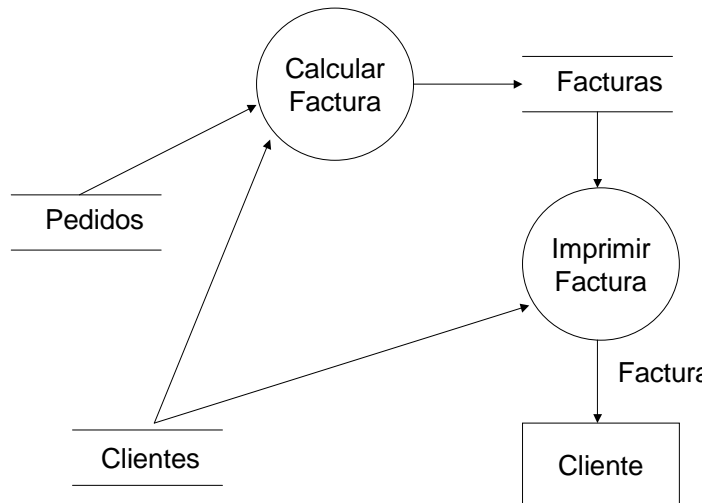 Calcular
Factura
Facturas
Pedidos
Imprimir
Factura
Factura
Clientes
Cliente